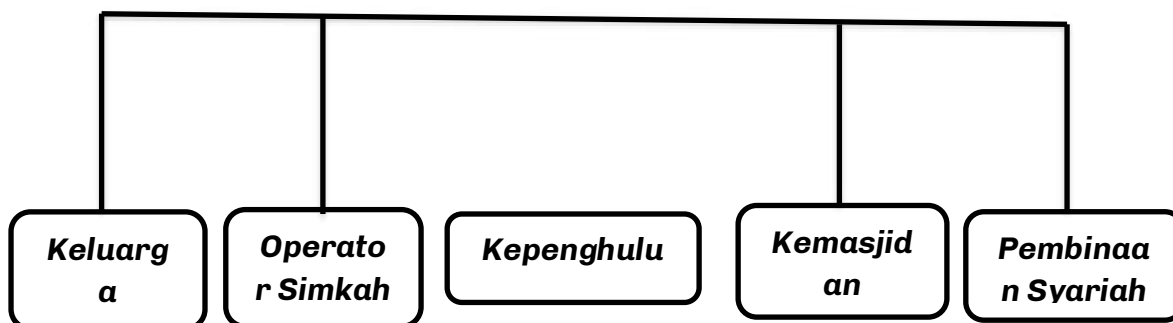 Keluarg
a
Operato
r Simkah
Kepenghulu
Kemasjid
an
Pembinaa
n Syariah